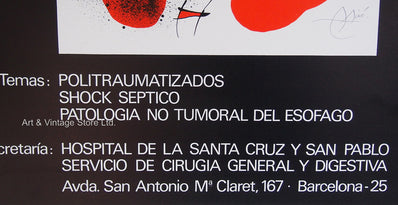 Miró
Temas: POLITRAUMATIZADOS
SHOCK SEPTICO
PATOLOGIA NO TUMORAL DEL ESOFAGO
Art & Vintage Store Ltd.
cretaría: HOSPITAL DE LA SANTA CRUZ Y SAN PABLO
SERVICIO DE CIRUGIA GENERAL Y DIGESTIVA
Avda. San Antonio Mª Claret, 167 · Barcelona-25